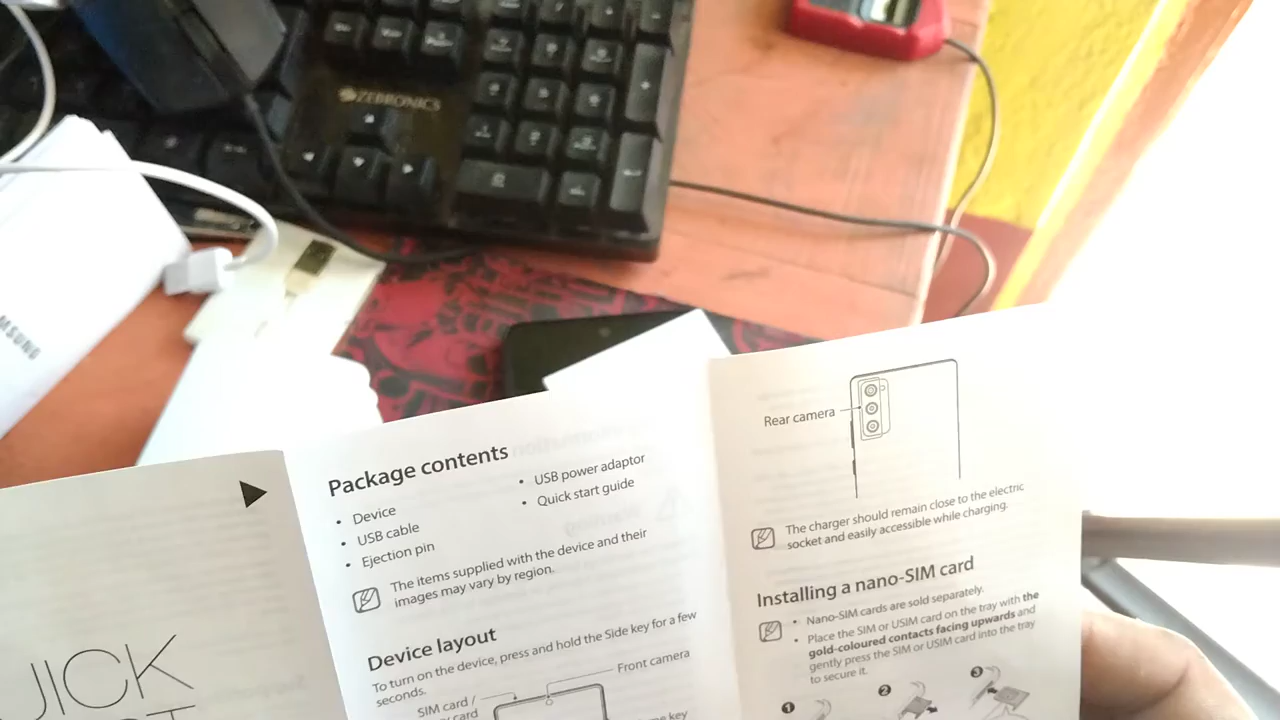 ZEBRONICS
MSUNG
UICK
Package contents
• Device
• USB cable
• Ejection pin
• USB power adaptor
• Quick start guide
The items supplied with the device and their
images may vary by region.
Device layout
To turn on the device, press and hold the Side key for a few
seconds.
SIM card /
card
Front camera
key
Rear camera
The charger should remain close to the electric
socket and easily accessible while charging.
Installing a nano-SIM card
• Nano-SIM cards are sold separately.
• Place the SIM or USIM card on the tray with the
gold-coloured contacts facing upwards and
gently press the SIM or USIM card into the tray
to secure it.
1
2
3